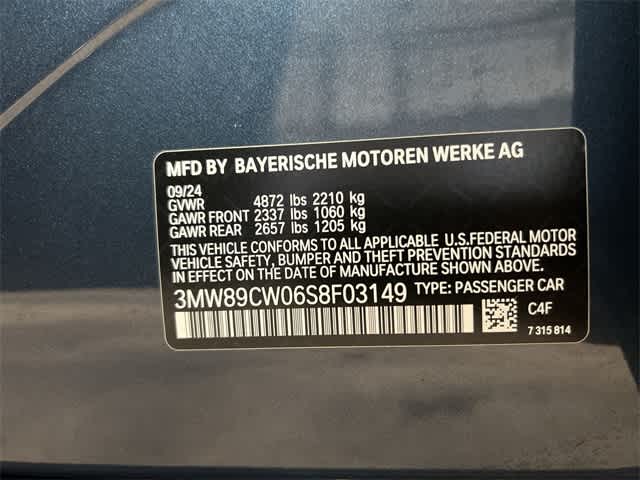 MFD BY BAYERISCHE MOTOREN WERKE AG
09/24
GVWR 4872 lbs 2210 kg
GAWR FRONT 2337 lbs 1060 kg
GAWR REAR 2657 lbs 1205 kg
THIS VEHICLE CONFORMS TO ALL APPLICABLE U.S.FEDERAL MOTOR
VEHICLE SAFETY, BUMPER AND THEFT PREVENTION STANDARDS
IN EFFECT ON THE DATE OF MANUFACTURE SHOWN ABOVE.
3MW89CW06S8F03149 TYPE: PASSENGER CAR
C4F
7 315 814